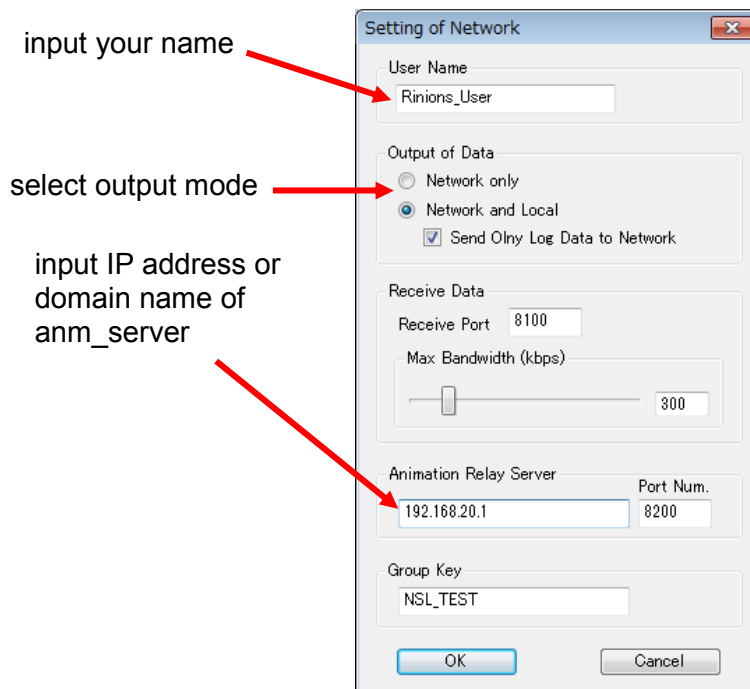 input your name
select output mode
input IP address or
domain name of
anm_server
Setting of Network
User Name
Rinions_User
Output of Data
Network only
Network and Local
Send Olny Log Data to Network
Receive Data
Receive Port 8100
Max Bandwidth (kbps)
300
Animation Relay Server
Port Num.
192.168.20.1 8200
Group Key
NSL_TEST
OK Cancel